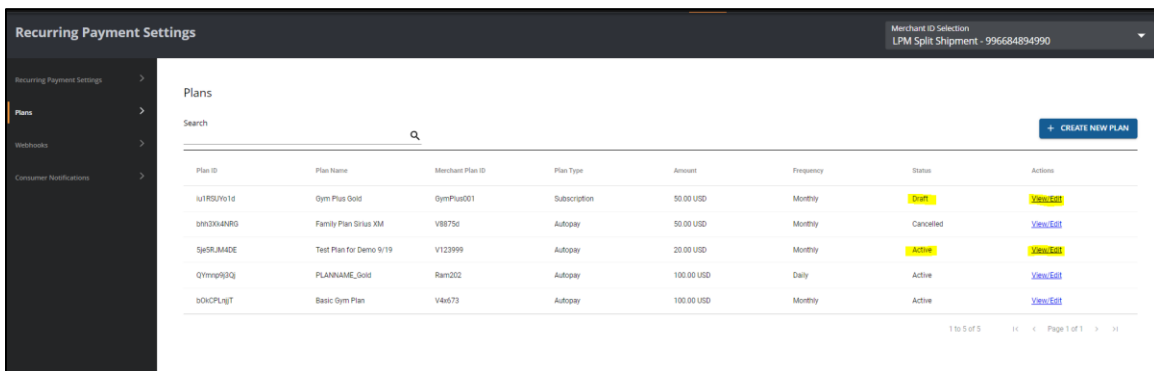 Recurring Payment Settings
Merchant ID Selection
LPM Split Shipment - 996684894990
Recurring Payment Settings
Plans
Webhooks
Consumer Notifications
Plans
Search
+ CREATE NEW PLAN
Plan ID Plan Name Merchant Plan ID Plan Type Amount Frequency Status Actions
Gym Plus Gold GymPlus001 Subscription 50.00 USD Monthly Draft View/Edit
bhh3Xk4NRG Family Plan Sirius XM V8875d Autopay 50.00 USD Monthly Cancelled View/Edit
5jeSRJM4DE Test Plan for Demo 9/19 V123999 Autopay 20.00 USD Monthly Active View/Edit
QYmnp9j3Qj PLANNAME_Gold Ram202 Autopay 100.00 USD Daily Active View/Edit
bOkCPLnjjT Basic Gym Plan V4x673 Autopay 100.00 USD Monthly Active View/Edit
1 to 5 of 5 Page 1 of 1